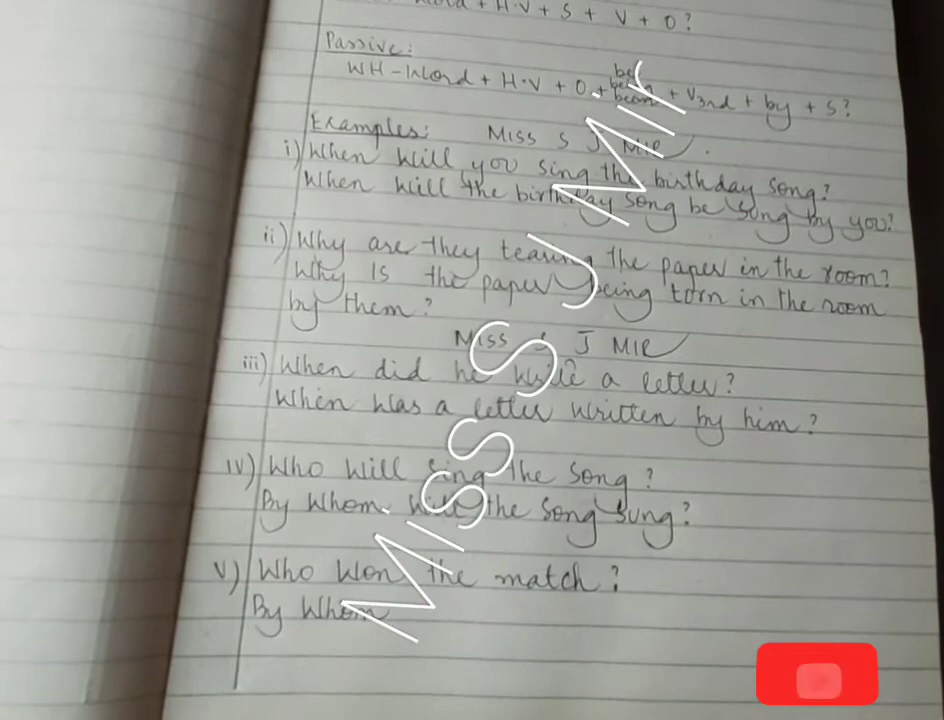 + H.V + S + V + O?
Passive:
WH-Word + H.V + O + be being been + V3rd + by + S?
Examples: Miss S J MIR.
i) When will you sing the birthday song?
When will the birthday song be sung by you?
ii) Why are they tearing the paper in the room?
Why Is the paper being torn in the room
by them?
Miss S J MIR
iii) When did he write a letter?
When was a letter written by him?
iv) Who will sing the song?
By whom will the song sung?
v) Who won the match?
By Whom
MISS S J MIR